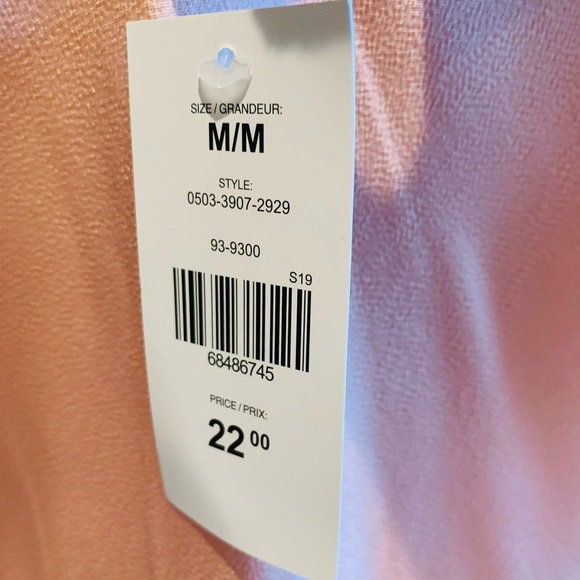 SIZE / GRANDEUR:
M/M
STYLE:
0503-3907-2929
93-9300
S19
68486745
PRICE / PRIX:
22 00